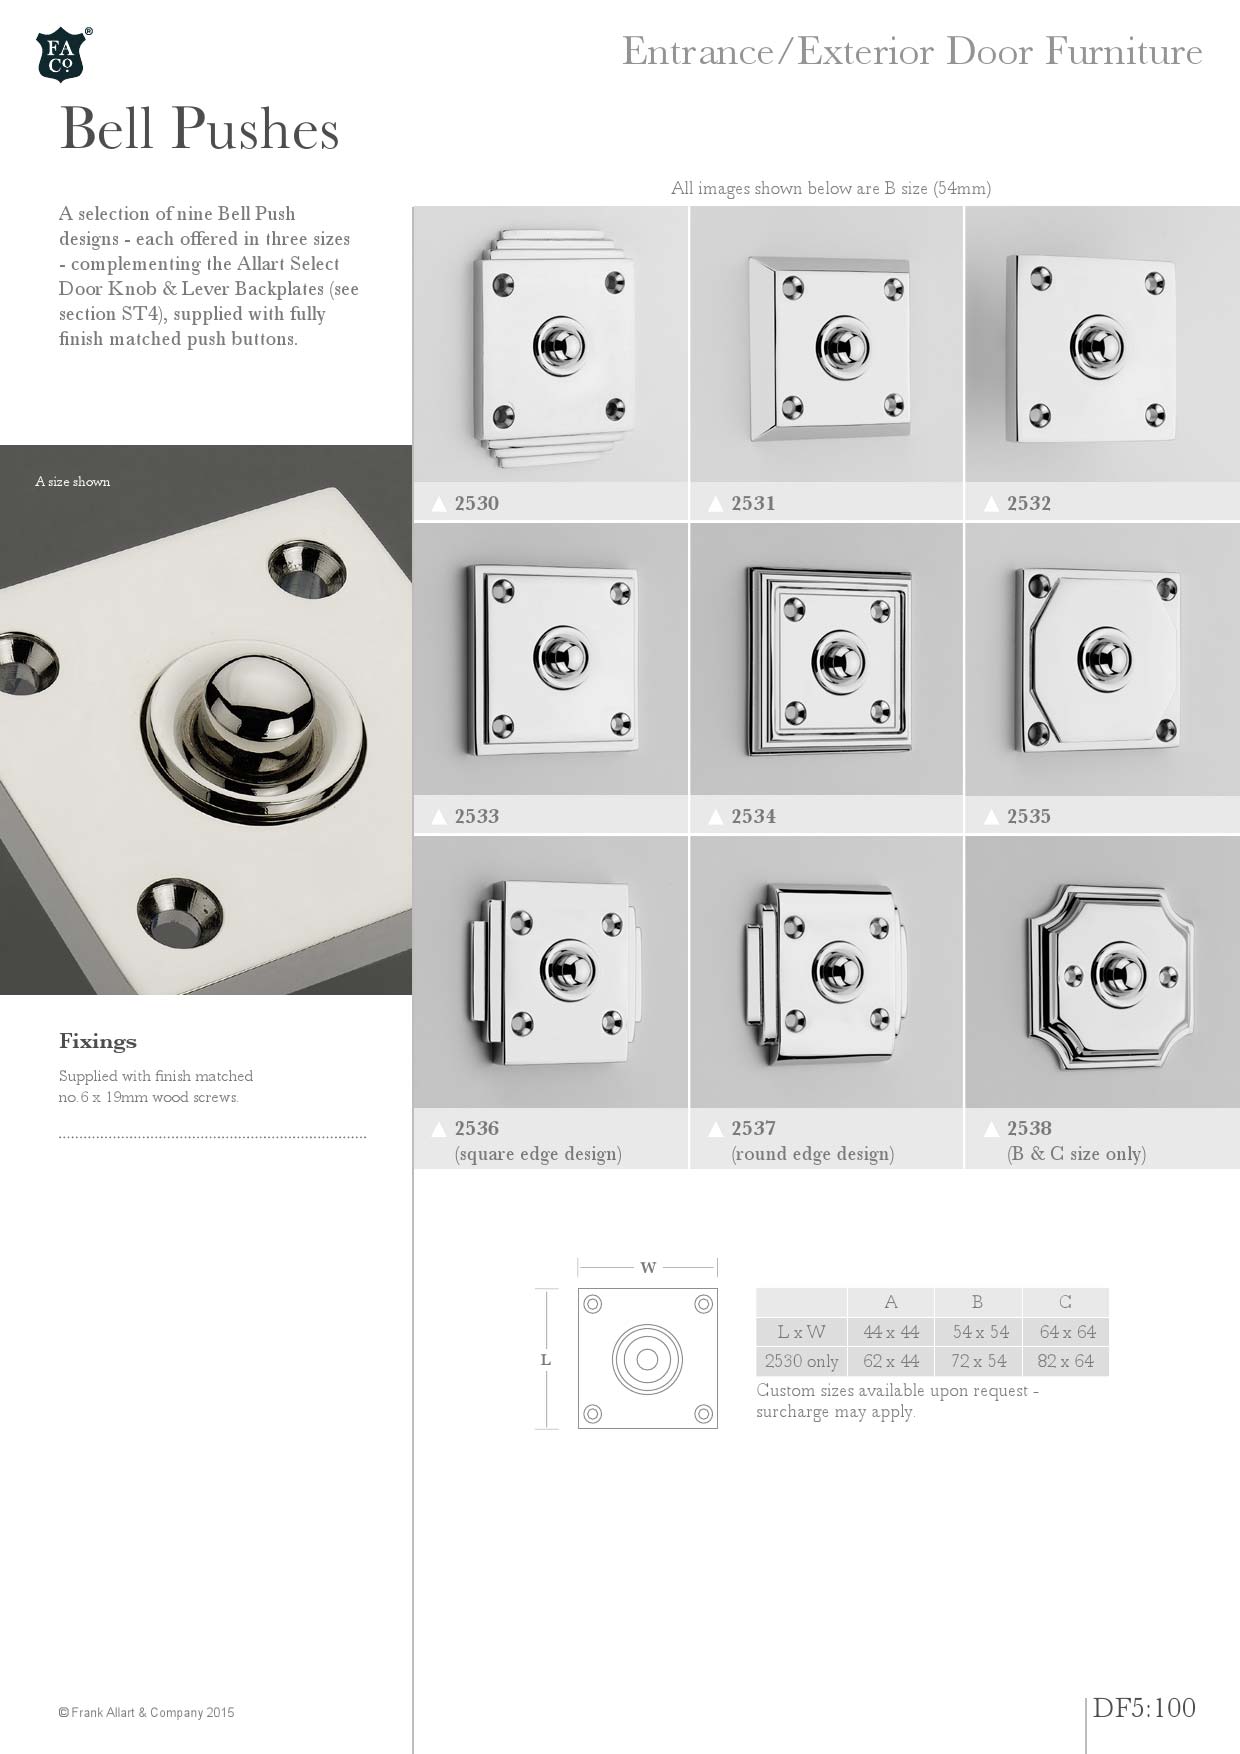 FA
Co.
®
Entrance/Exterior Door Furniture
Bell Pushes
A selection of nine Bell Push
designs - each offered in three sizes
- complementing the Allart Select
Door Knob & Lever Backplates (see
section ST4), supplied with fully
finish matched push buttons.
All images shown below are B size (54mm)
A size shown
2530
2531
2532
2533
2534
2535
2536
(square edge design)
2537
(round edge design)
2538
(B & C size only)
Fixings
Supplied with finish matched
no.6 x 19mm wood screws.
W
L
A B C
L x W 44 x 44 54 x 54 64 x 64
2530 only 62 x 44 72 x 54 82 x 64
Custom sizes available upon request -
surcharge may apply.
© Frank Allart & Company 2015
DF5:100